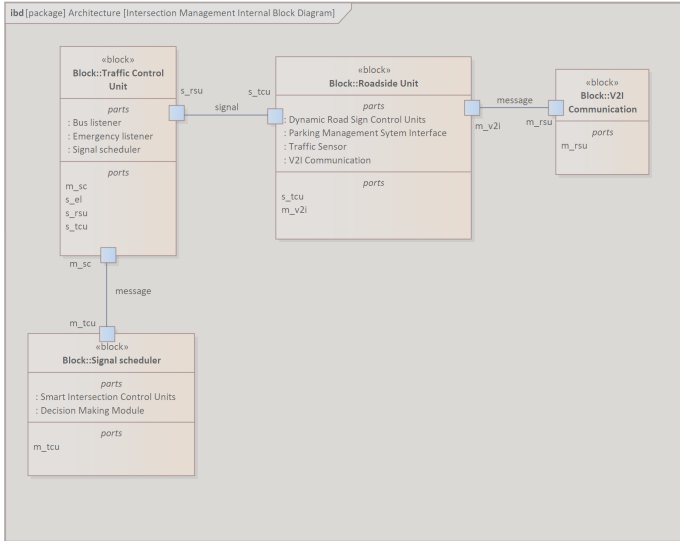 ibd [package] Architecture [Intersection Management Internal Block Diagram]
«block»
Block::Traffic Control
Unit
parts
: Bus listener
: Emergency listener
: Signal scheduler
parts
m_sc
s_el
s_rsu
s_tcu
s_rsu
signal
s_tcu
«block»
Block::Roadside Unit
parts
: Dynamic Road Sign Control Units
: Parking Management Sytem Interface
: Traffic Sensor
: V2I Communication
parts
s_tcu
m_v2i
message
m_v2i
m_rsu
«block»
Block::V2I
Communication
parts
m_rsu
m_sc
message
m_tcu
«block»
Block::Signal scheduler
parts
: Smart Intersection Control Units
: Decision Making Module
parts
m_tcu